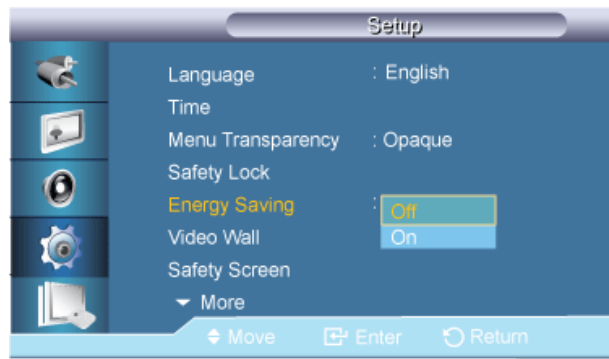 Setup
Language : English
Time
Menu Transparency : Opaque
Safety Lock
Energy Saving : Off
Video Wall On
Safety Screen
More
Move Enter Return